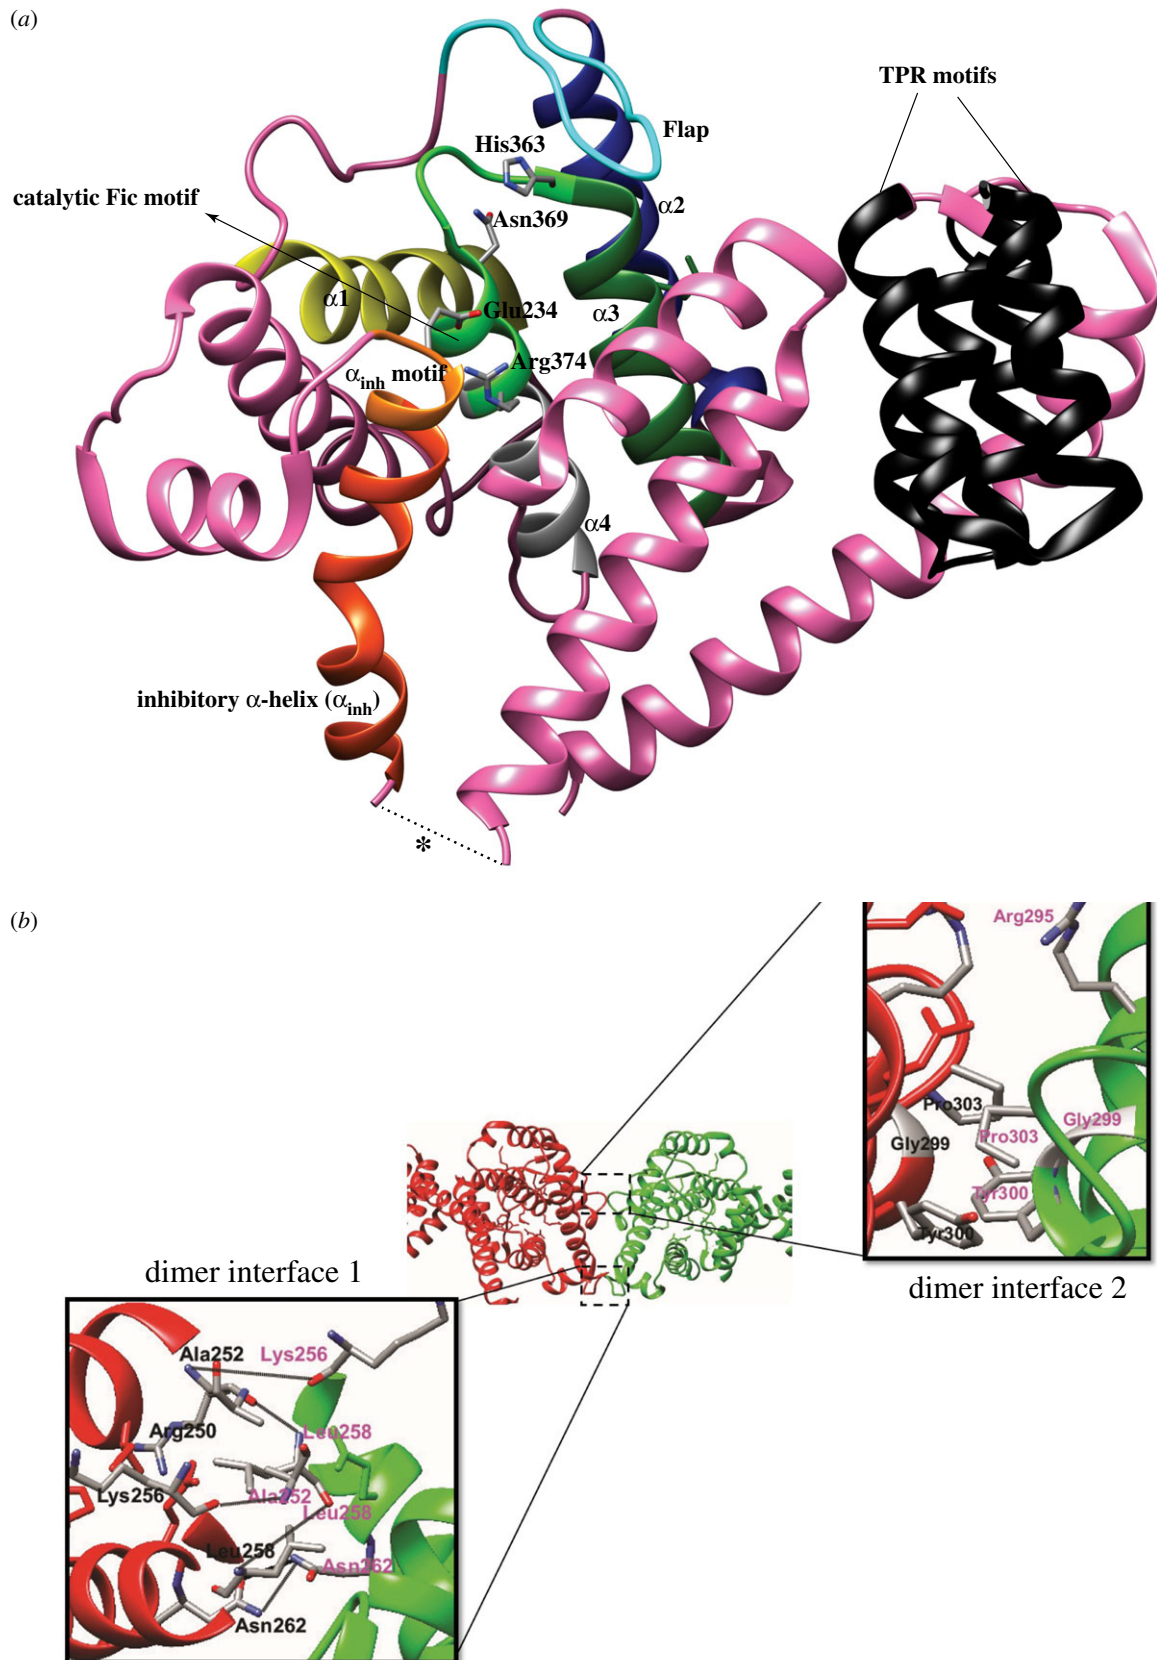 (a)
TPR motifs
Flap
His363
catalytic Fic motif
α2
Asn369
α1
Glu234
α3
Arg374
αinh motif
α4
inhibitory α-helix (αinh)
*
(b)
Arg295
Pro303
Gly299
Pro303
Gly299
Tyr300
Tyr300
dimer interface 1
dimer interface 2
Ala252
Lys256
Arg250
Leu258
Lys256
Ala252
Leu258
Leu258
Asn262
Asn262